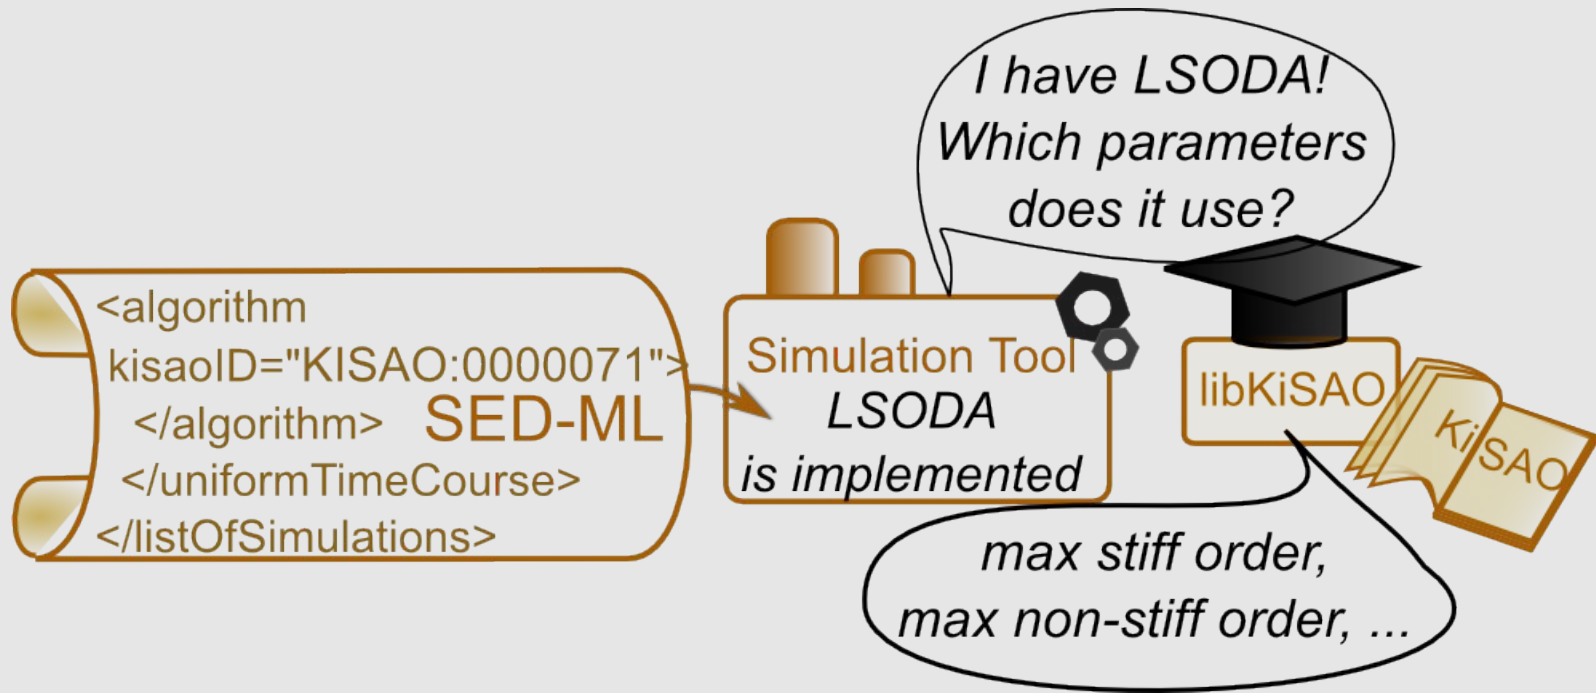 I have LSODA!
Which parameters
does it use?
<algorithm
kisaoID="KISAO:0000071">
</algorithm>
SED-ML
</uniformTimeCourse>
</listOfSimulations>
Simulation Tool
LSODA
is implemented
libKiSAO
KiSAO
max stiff order,
max non-stiff order, ...